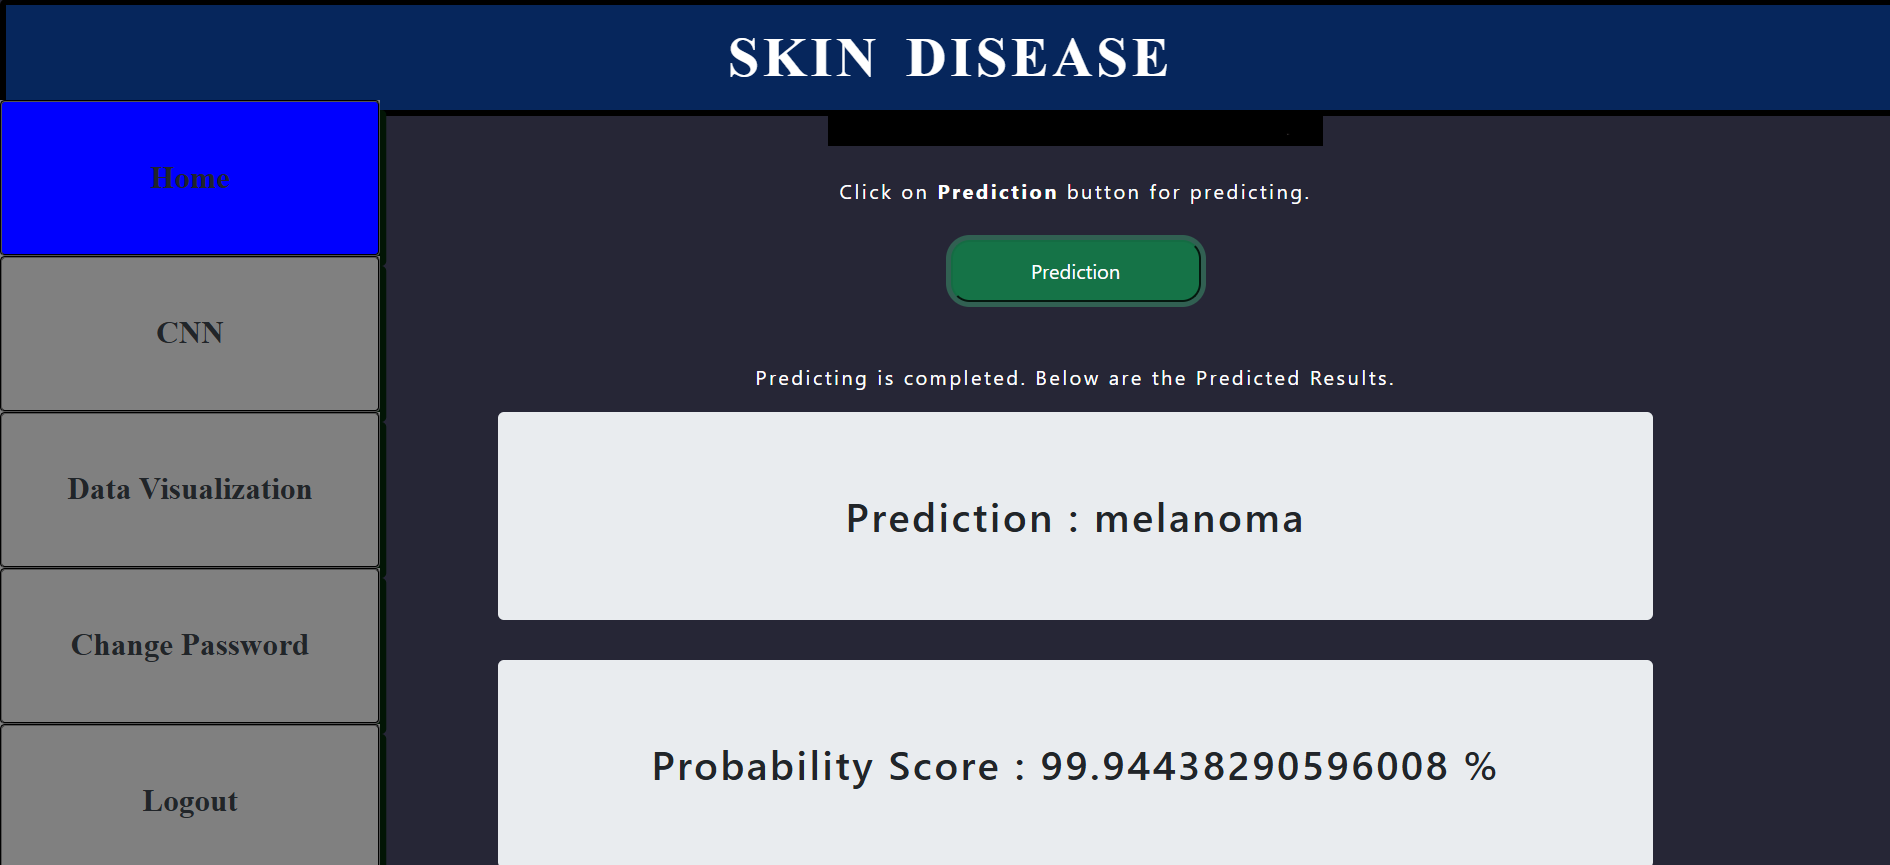 SKIN DISEASE
Home
CNN
Data Visualization
Change Password
Logout
Click on Prediction button for predicting.
Prediction
Predicting is completed. Below are the Predicted Results.
Prediction : melanoma
Probability Score : 99.94438290596008 %